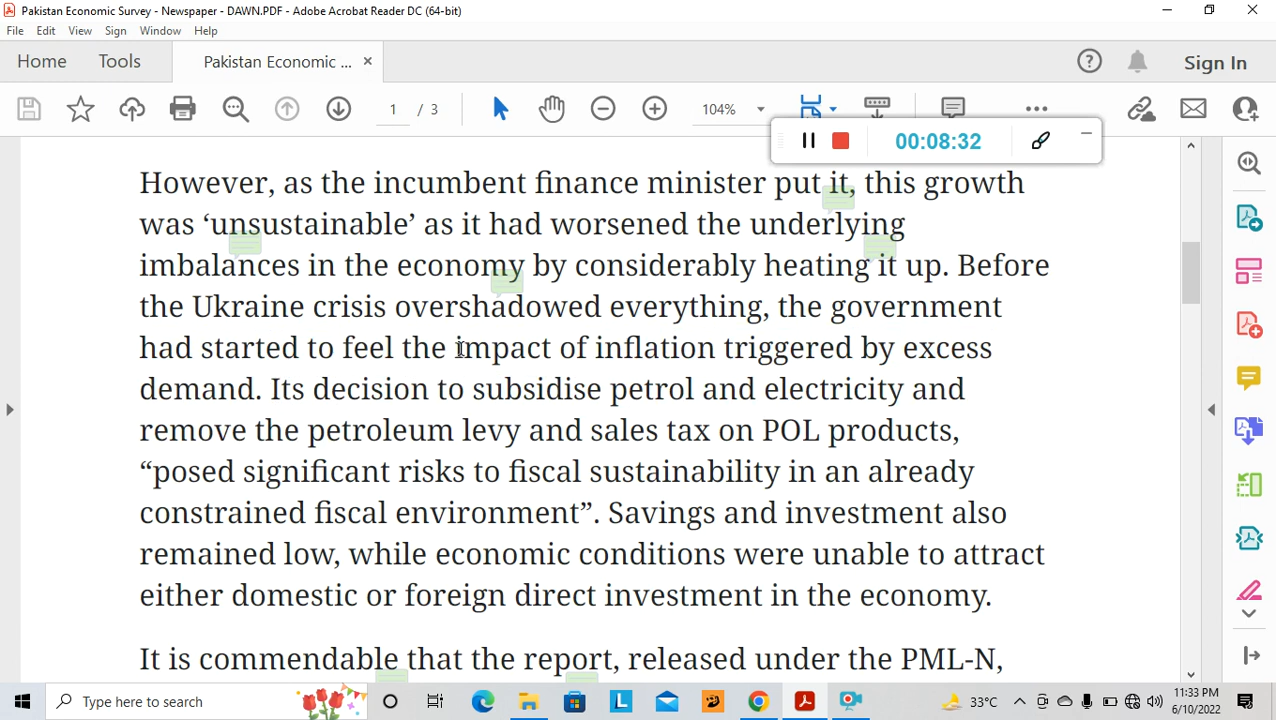 Pakistan Economic Survey - Newspaper - DAWN.PDF - Adobe Acrobat Reader DC (64-bit)
File Edit View Sign Window Help
Home Tools Pakistan Economic ... × Sign In
1 / 3 104%
00:08:32
However, as the incumbent finance minister put it, this growth
was ‘unsustainable’ as it had worsened the underlying
imbalances in the economy by considerably heating it up. Before
the Ukraine crisis overshadowed everything, the government
had started to feel the impact of inflation triggered by excess
demand. Its decision to subsidise petrol and electricity and
remove the petroleum levy and sales tax on POL products,
“posed significant risks to fiscal sustainability in an already
constrained fiscal environment”. Savings and investment also
remained low, while economic conditions were unable to attract
either domestic or foreign direct investment in the economy.
It is commendable that the report, released under the PML-N,
Type here to search 33°C 11:33 PM
6/10/2022